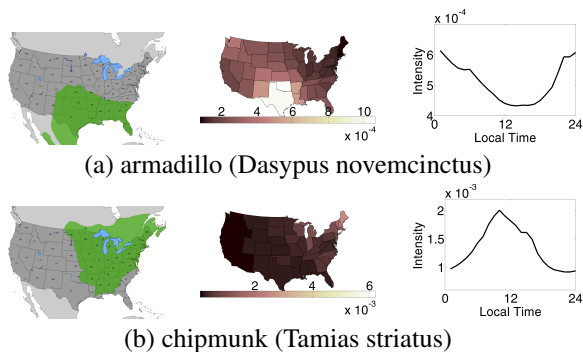 x 10⁻⁴
6
5
4
Intensity
0 12 24
Local Time
2 4 6 8 10
x 10⁻⁴
(a) armadillo (Dasypus novemcinctus)
x 10⁻³
2
1.5
1
Intensity
0 12 24
Local Time
2 4 6
x 10⁻³
(b) chipmunk (Tamias striatus)